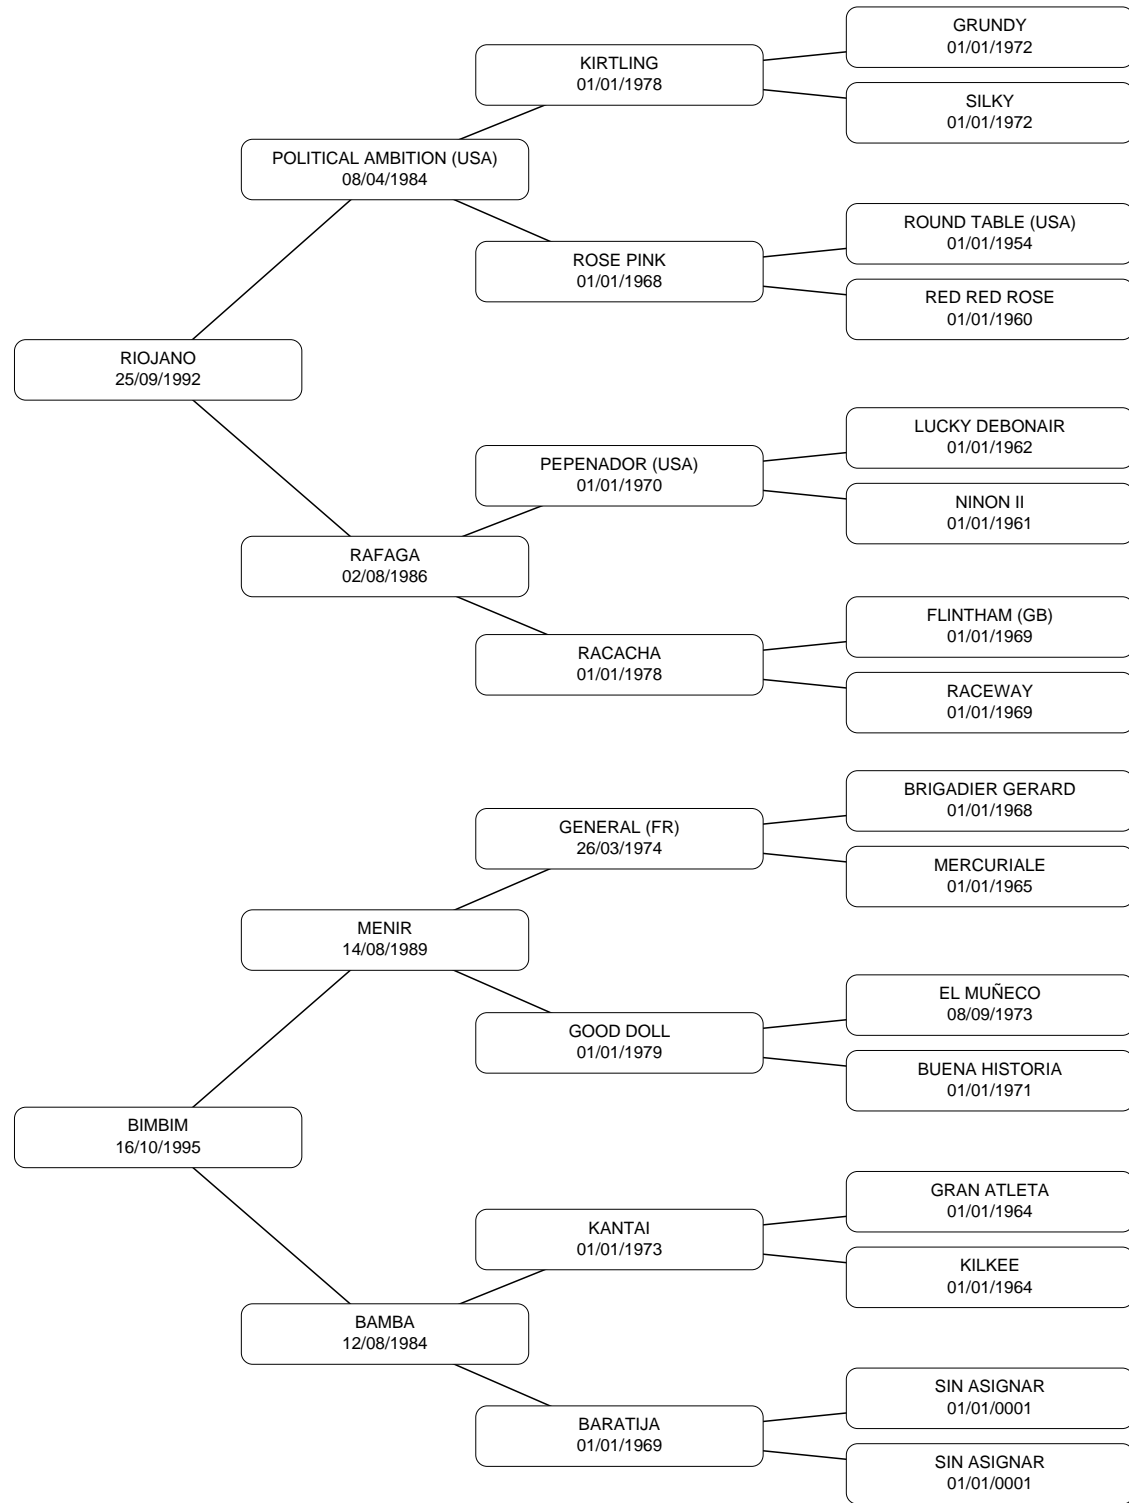 GRUNDY
01/01/1972
KIRTLING
01/01/1978
SILKY
01/01/1972
POLITICAL AMBITION (USA)
08/04/1984
ROUND TABLE (USA)
01/01/1954
ROSE PINK
01/01/1968
RED RED ROSE
01/01/1960
RIOJANO
25/09/1992
LUCKY DEBONAIR
01/01/1962
PEPENADOR (USA)
01/01/1970
NINON II
01/01/1961
RAFAGA
02/08/1986
FLINTHAM (GB)
01/01/1969
RACACHA
01/01/1978
RACEWAY
01/01/1969
BRIGADIER GERARD
01/01/1968
GENERAL (FR)
26/03/1974
MERCURIALE
01/01/1965
MENIR
14/08/1989
EL MUÑECO
08/09/1973
GOOD DOLL
01/01/1979
BUENA HISTORIA
01/01/1971
BIMBIM
16/10/1995
GRAN ATLETA
01/01/1964
KANTAI
01/01/1973
KILKEE
01/01/1964
BAMBA
12/08/1984
SIN ASIGNAR
01/01/0001
BARATIJA
01/01/1969
SIN ASIGNAR
01/01/0001